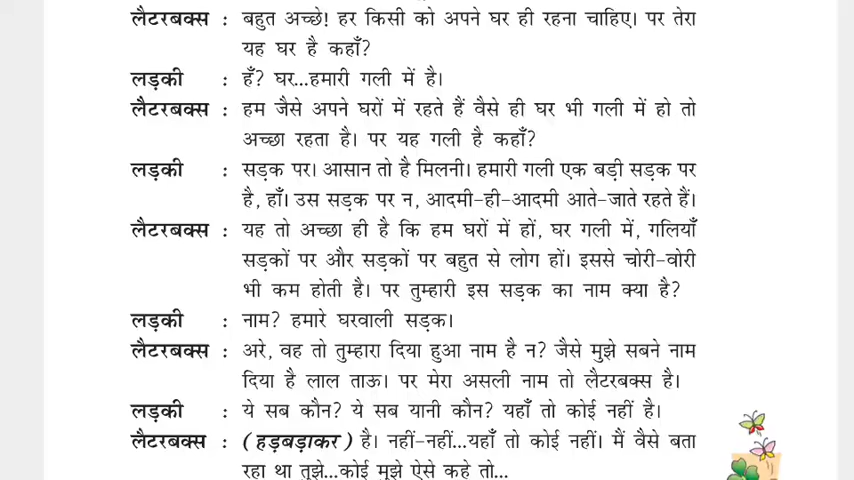 लैटरबक्स : बहुत अच्छे! हर किसी को अपने घर ही रहना चाहिए। पर तेरा
यह घर है कहाँ?
लड़की : हँ? घर...हमारी गली में है।
लैटरबक्स : हम जैसे अपने घरों में रहते हैं वैसे ही घर भी गली में हो तो
अच्छा रहता है। पर यह गली है कहाँ?
लड़की : सड़क पर। आसान तो है मिलनी। हमारी गली एक बड़ी सड़क पर
है, हाँ। उस सड़क पर न, आदमी-ही-आदमी आते-जाते रहते हैं।
लैटरबक्स : यह तो अच्छा ही है कि हम घरों में हों, घर गली में, गलियाँ
सड़कों पर और सड़कों पर बहुत से लोग हों। इससे चोरी-वोरी
भी कम होती है। पर तुम्हारी इस सड़क का नाम क्या है?
लड़की : नाम? हमारे घरवाली सड़क।
लैटरबक्स : अरे, वह तो तुम्हारा दिया हुआ नाम है न? जैसे मुझे सबने नाम
दिया है लाल ताऊ। पर मेरा असली नाम तो लैटरबक्स है।
लड़की : ये सब कौन? ये सब यानी कौन? यहाँ तो कोई नहीं है।
लैटरबक्स : (हड़बड़ाकर) है। नहीं-नहीं...यहाँ तो कोई नहीं। मैं वैसे बता
रहा था तुझे...कोई मुझे ऐसे कहे तो...